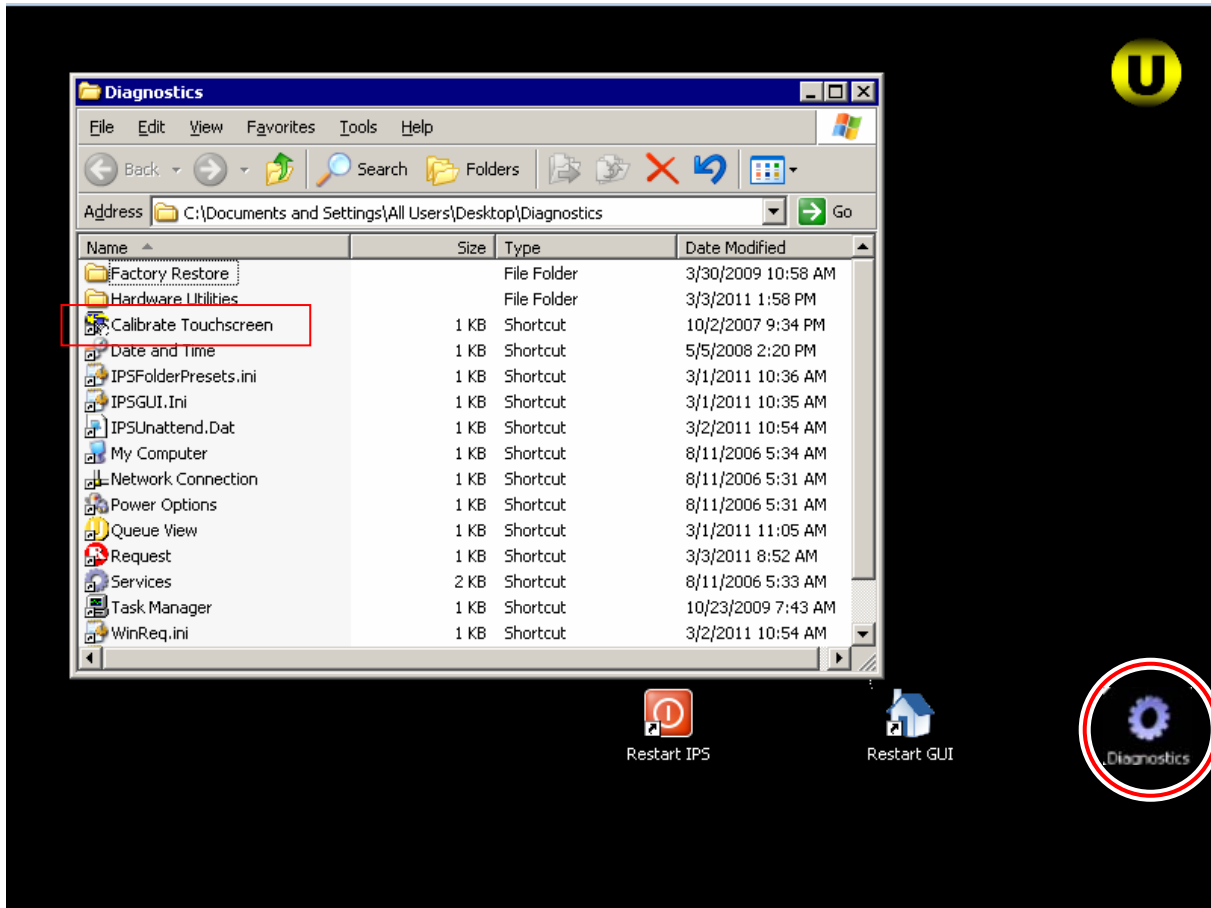 U
Diagnostics
File Edit View Favorites Tools Help
Back Search Folders
Address C:\Documents and Settings\All Users\Desktop\Diagnostics Go
Name Size Type Date Modified
Factory Restore File Folder 3/30/2009 10:58 AM
Hardware Utilities File Folder 3/3/2011 1:58 PM
Calibrate Touchscreen 1 KB Shortcut 10/2/2007 9:34 PM
Date and Time 1 KB Shortcut 5/5/2008 2:20 PM
IPSFolderPresets.ini 1 KB Shortcut 3/1/2011 10:36 AM
IPSGUI.Ini 1 KB Shortcut 3/1/2011 10:35 AM
IPSUnattend.Dat 1 KB Shortcut 3/2/2011 10:54 AM
My Computer 1 KB Shortcut 8/11/2006 5:34 AM
Network Connection 1 KB Shortcut 8/11/2006 5:31 AM
Power Options 1 KB Shortcut 8/11/2006 5:31 AM
Queue View 1 KB Shortcut 3/1/2011 11:05 AM
Request 1 KB Shortcut 3/3/2011 8:52 AM
Services 2 KB Shortcut 8/11/2006 5:33 AM
Task Manager 1 KB Shortcut 10/23/2009 7:43 AM
WinReq.ini 1 KB Shortcut 3/2/2011 10:54 AM
Restart IPS Restart GUI Diagnostics